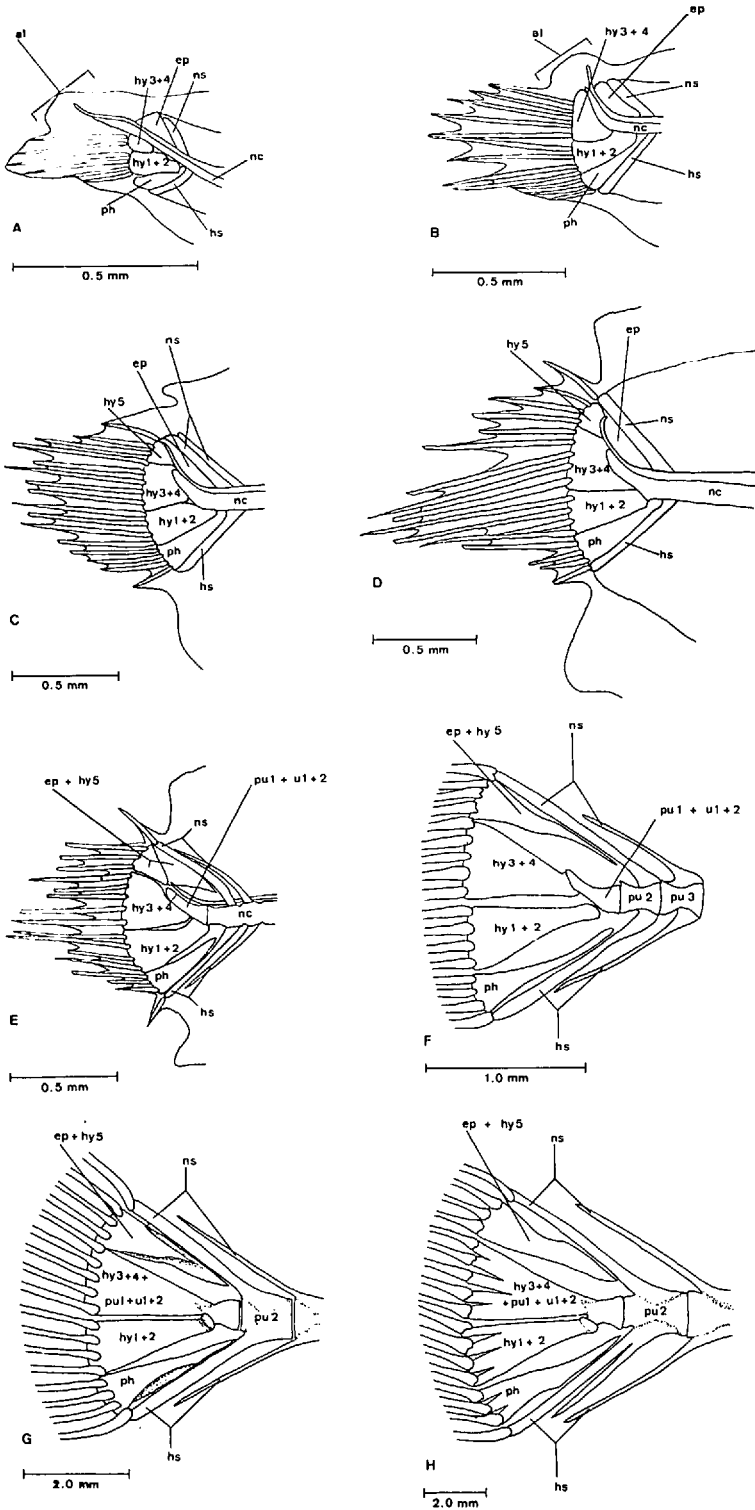 al
hy3+4
ep
ns
hy1+2
nc
ph
hs
A
0.5 mm
al
hy3 + 4
ep
ns
nc
hy1+2
hs
ph
B
0.5 mm
ns
ep
hy5
hy3+4
nc
hy1+2
ph
hs
C
0.5 mm
hy5
ep
ns
hy3+4
nc
hy1+2
ph
hs
D
0.5 mm
ep + hy5
pu1 + u1+2
ns
hy3+4
nc
hy1+2
ph
hs
E
0.5 mm
ep + hy5
ns
pu1 + u1+2
hy3+4
pu 2
pu 3
hy1+2
ph
hs
F
1.0 mm
ep+hy5
ns
hy3+4+
pu1+u1+2
pu 2
hy1+2
ph
hs
G
2.0 mm
ep + hy5
ns
hy3+4
+pu1 + u1+2
pu2
hy1+2
ph
hs
H
2.0 mm